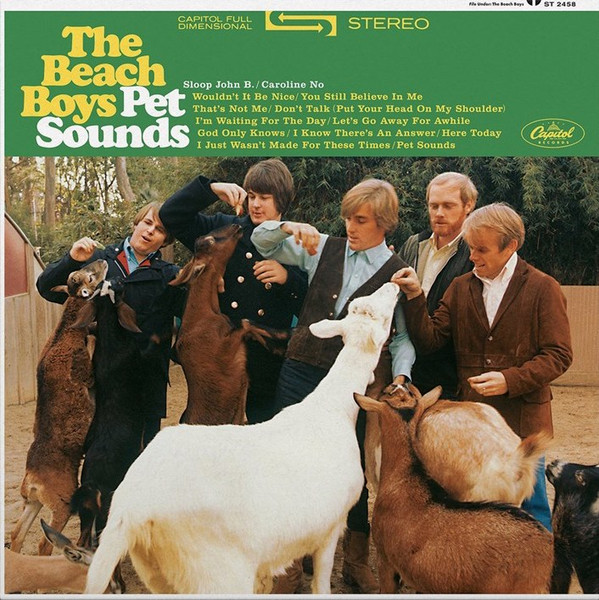 File Under: The Beach Boys
ST 2458
CAPITOL FULL
DIMENSIONAL
STEREO
The
Beach
Boys Pet
Sounds
Sloop John B./Caroline No
Wouldn't It Be Nice/You Still Believe In Me
That's Not Me/Don't Talk (Put Your Head On My Shoulder)
I'm Waiting For The Day/Let's Go Away For Awhile
God Only Knows/I Know There's An Answer/Here Today
I Just Wasn't Made For These Times/Pet Sounds
Capitol
RECORDS